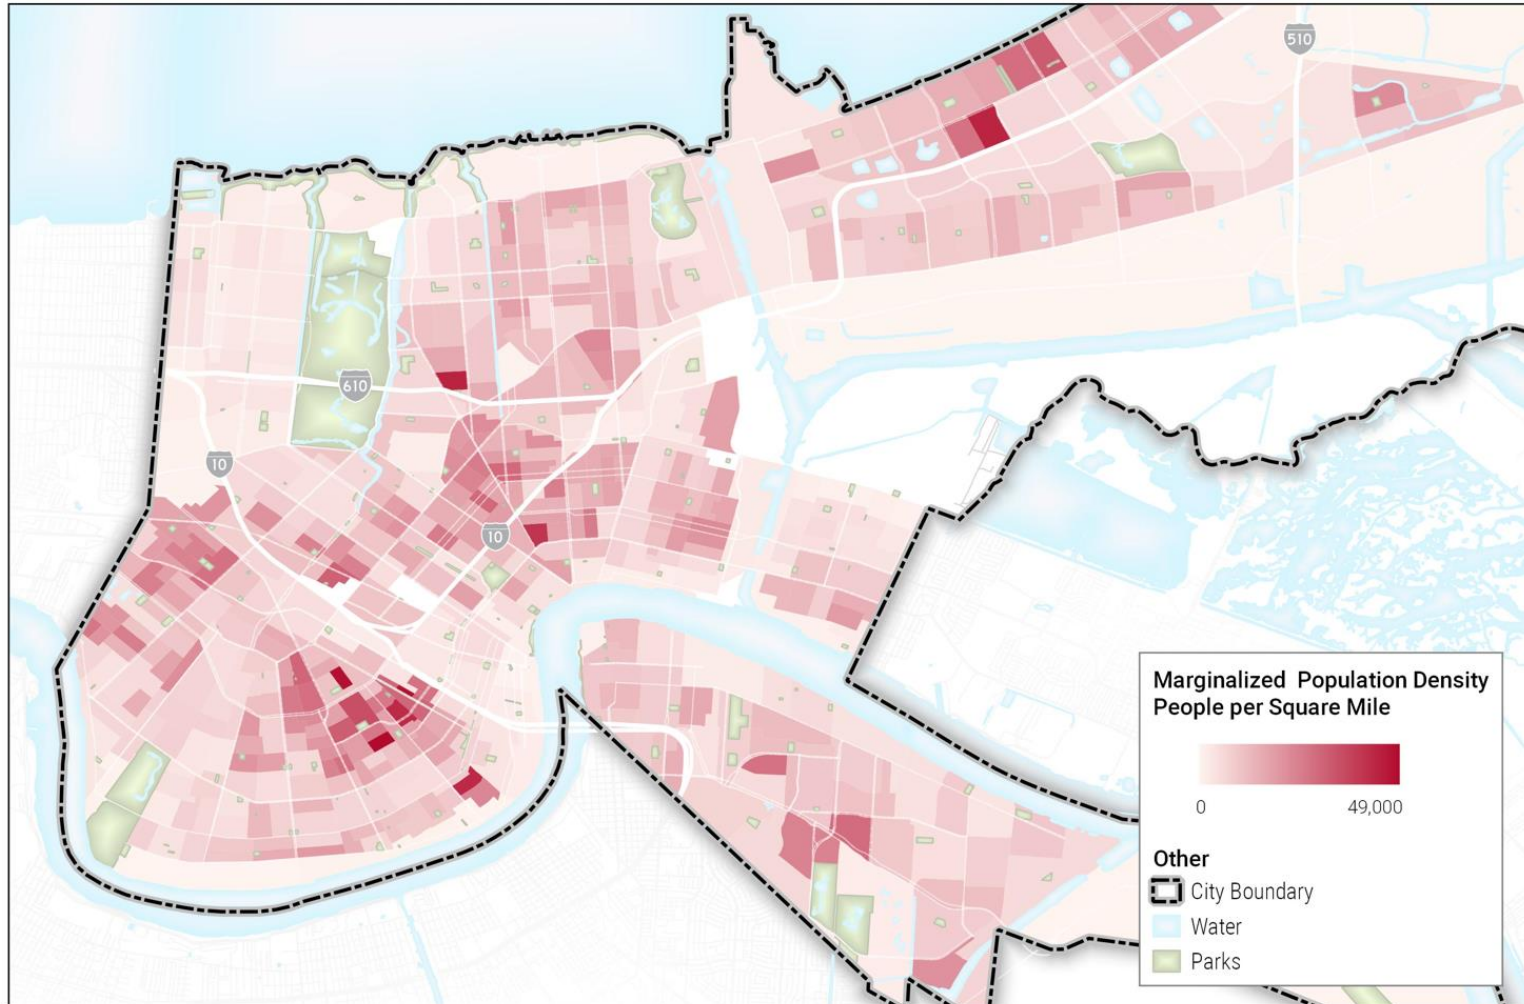 510
610
10
10
Marginalized Population Density
People per Square Mile
0 49,000
Other
City Boundary
Water
Parks